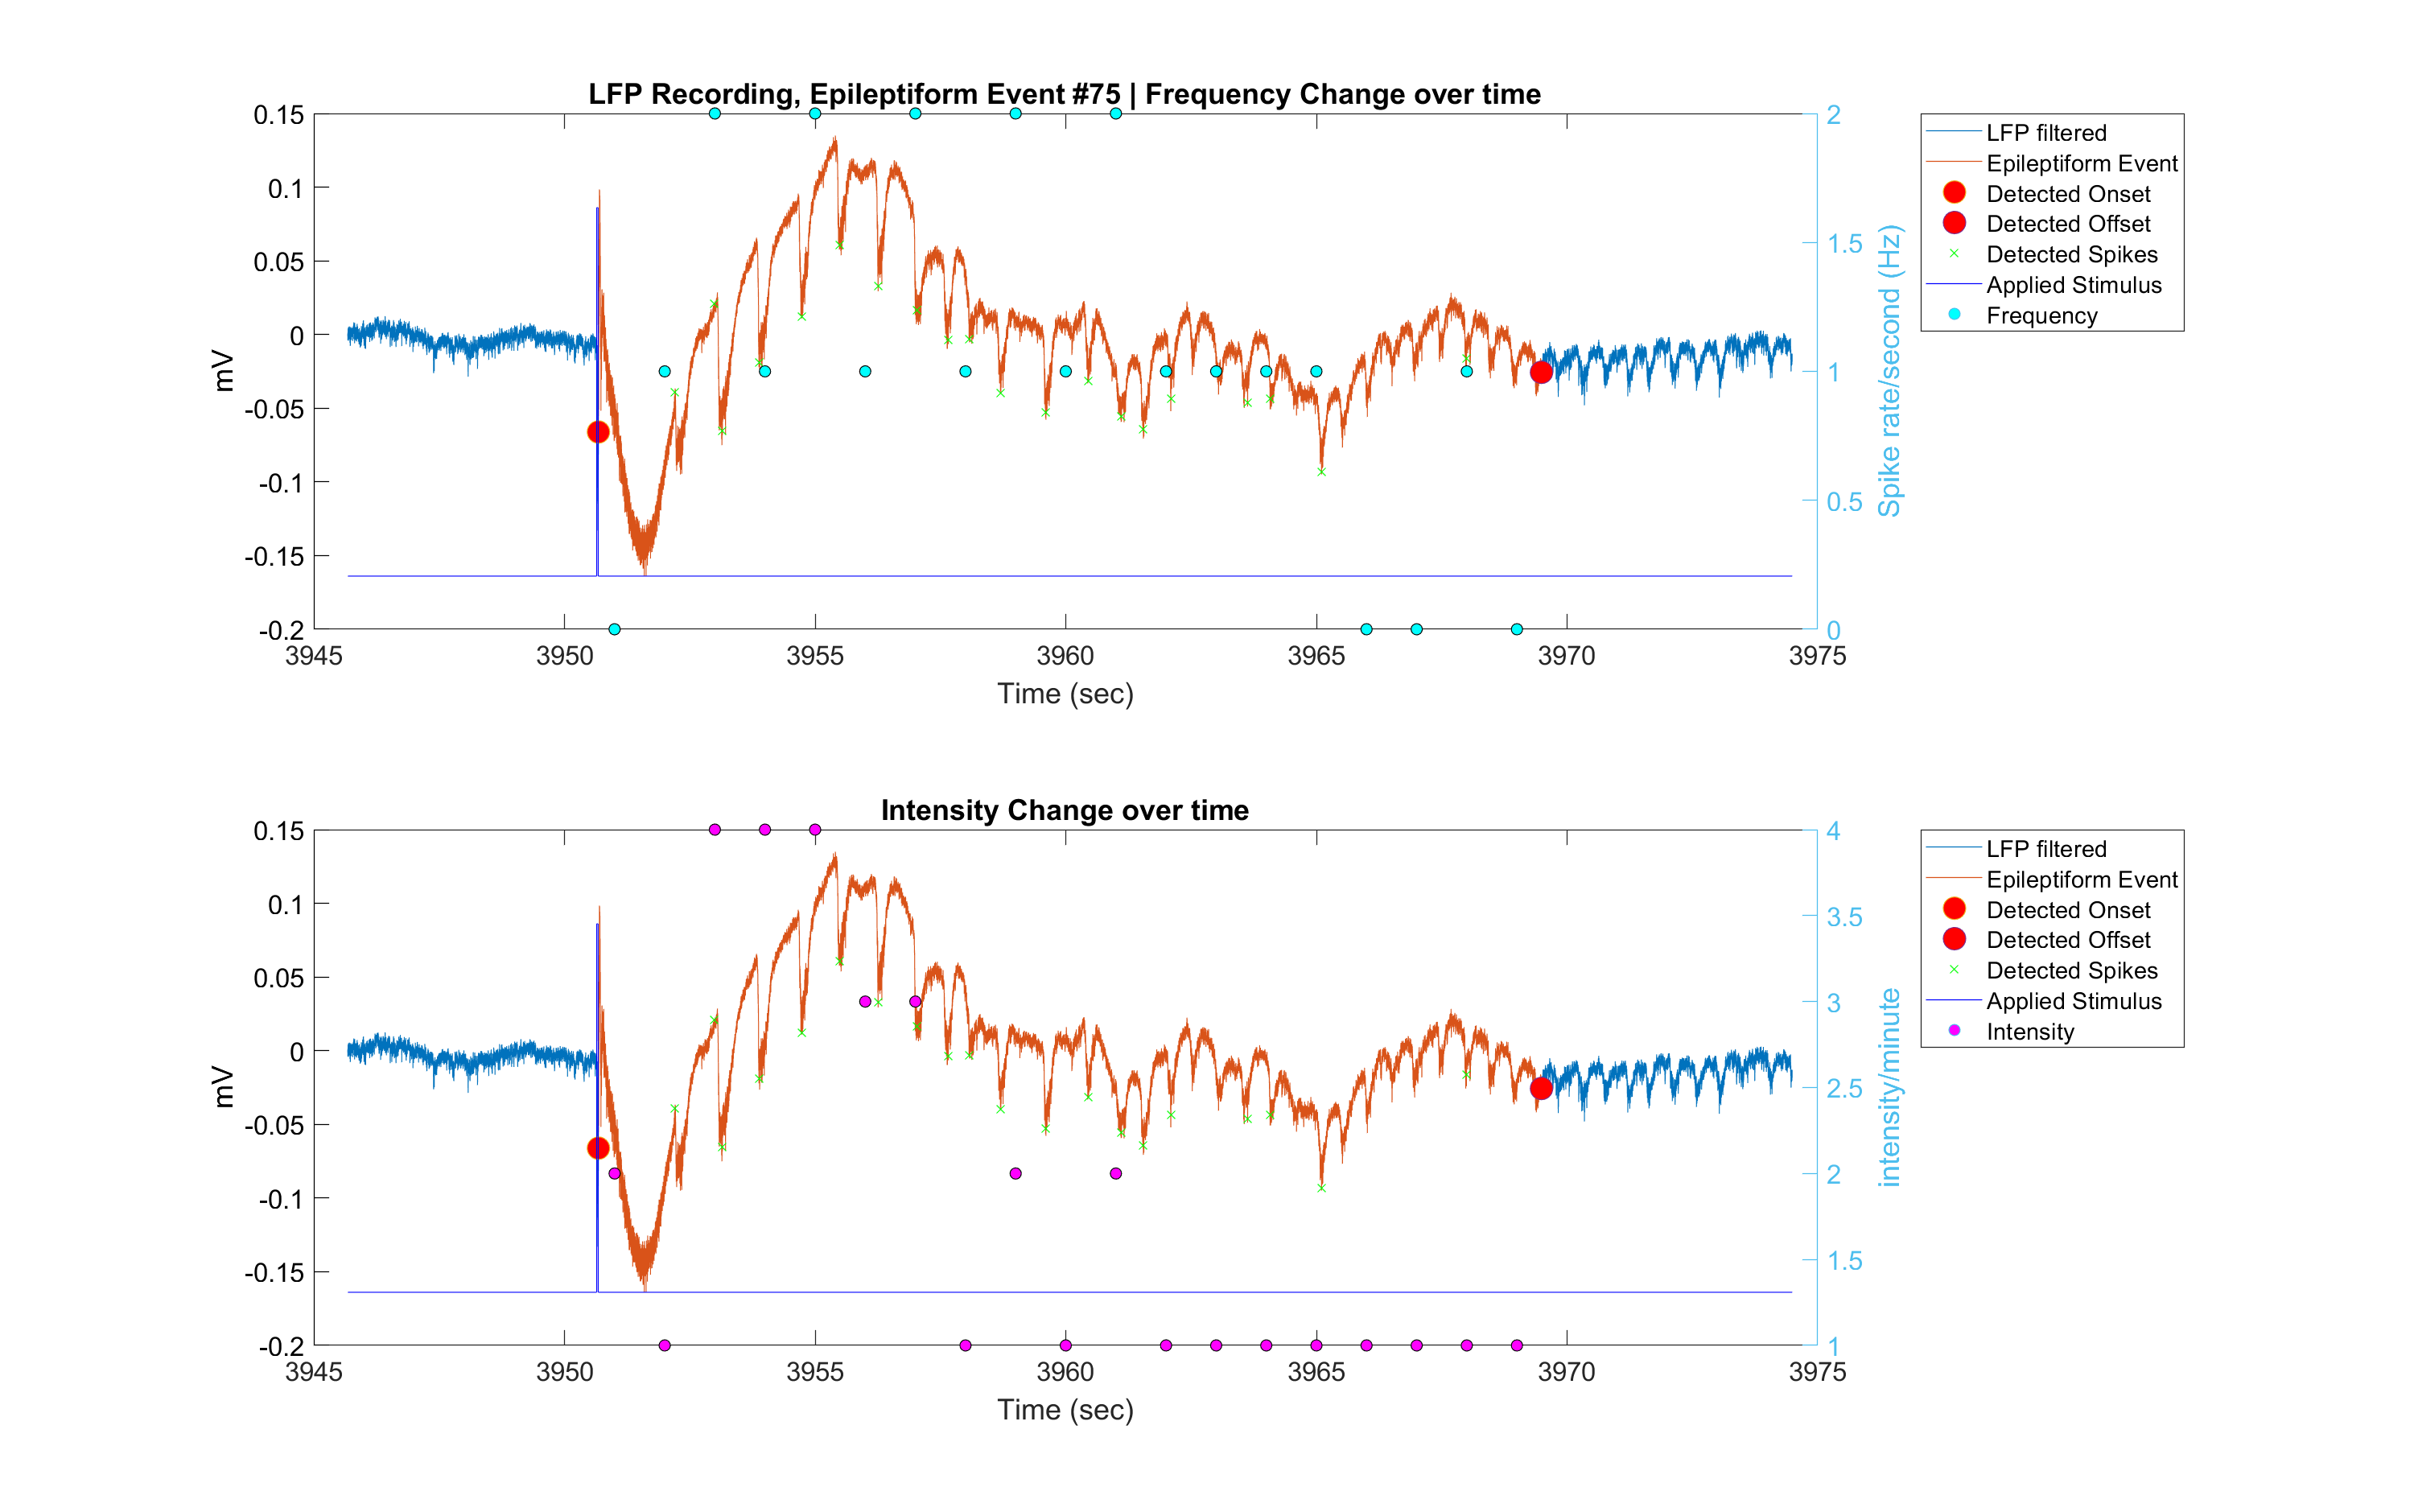 LFP Recording, Epileptiform Event #75 | Frequency Change over time
0.15
0.1
0.05
0
-0.05
-0.1
-0.15
-0.2
mV
3945
3950
3955
3960
3965
3970
3975
Time (sec)
2
1.5
1
0.5
0
Spike rate/second (Hz)
LFP filtered
Epileptiform Event
Detected Onset
Detected Offset
Detected Spikes
Applied Stimulus
Frequency
Intensity Change over time
0.15
0.1
0.05
0
-0.05
-0.1
-0.15
-0.2
mV
3945
3950
3955
3960
3965
3970
3975
Time (sec)
4
3.5
3
2.5
2
1.5
1
intensity/minute
LFP filtered
Epileptiform Event
Detected Onset
Detected Offset
Detected Spikes
Applied Stimulus
Intensity